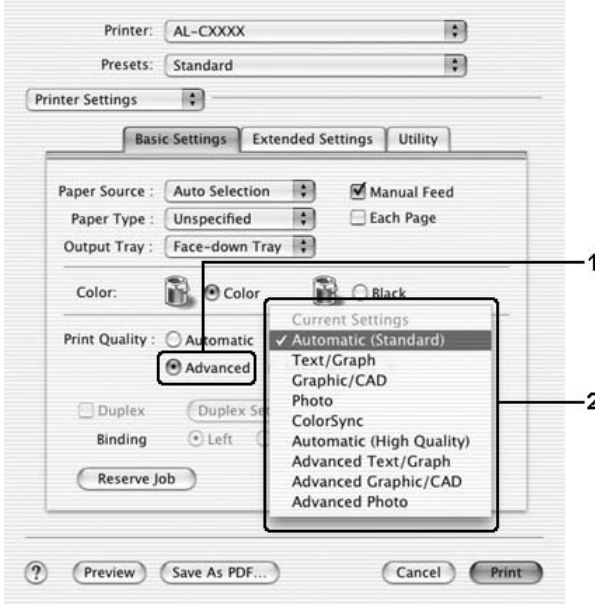 Printer: AL-CXXXX
Presets: Standard
Printer Settings
Basic Settings Extended Settings Utility
Paper Source : Auto Selection Manual Feed
Paper Type : Unspecified Each Page
Output Tray : Face-down Tray
1
Color: Color Black
Current Settings
Print Quality : Automatic ✓ Automatic (Standard)
Text/Graph
Advanced Graphic/CAD
Photo
2
Duplex Duplex Set ColorSync
Binding Left Automatic (High Quality)
Advanced Text/Graph
Reserve Job Advanced Graphic/CAD
Advanced Photo
? Preview Save As PDF... Cancel Print